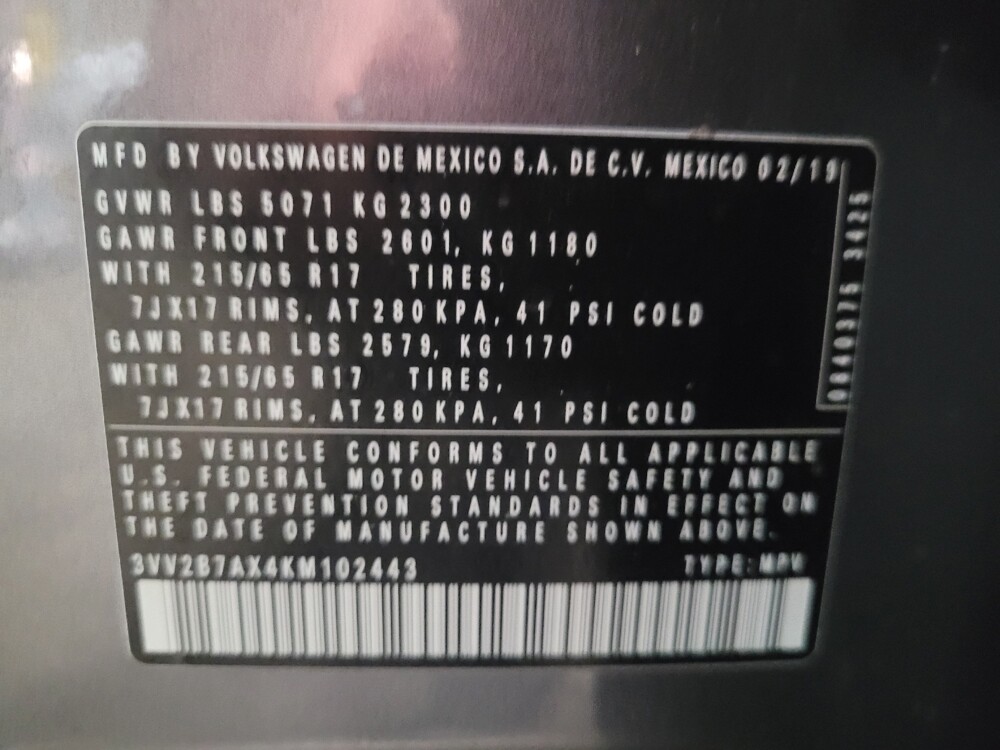 MFD BY VOLKSWAGEN DE MEXICO S.A. DE C.V. MEXICO 02/19
GVWR LBS 5071 KG 2300
GAWR FRONT LBS 2601, KG 1180
WITH 215/65 R17 TIRES,
7JX17 RIMS, AT 280 KPA, 41 PSI COLD
GAWR REAR LBS 2579, KG 1170
WITH 215/65 R17 TIRES,
7JX17 RIMS, AT 280 KPA, 41 PSI COLD
0840375 3425
THIS VEHICLE CONFORMS TO ALL APPLICABLE
U.S. FEDERAL MOTOR VEHICLE SAFETY AND
THEFT PREVENTION STANDARDS IN EFFECT ON
THE DATE OF MANUFACTURE SHOWN ABOVE.
3VV2B7AX4KM102443 TYPE: MPV